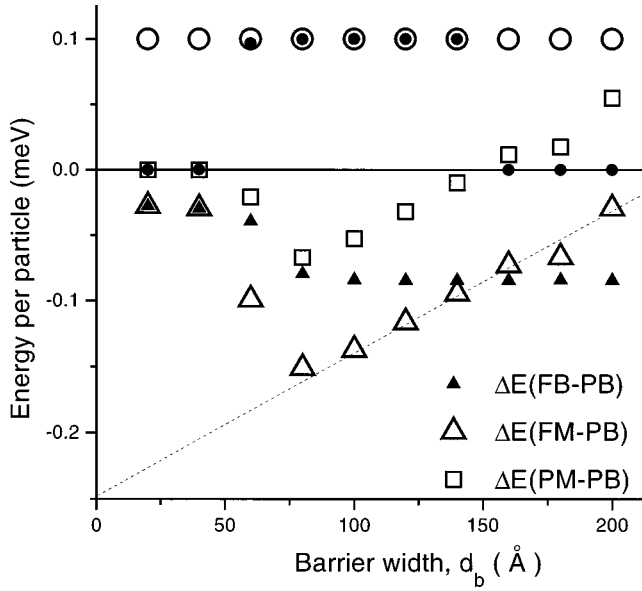 0.1
0.0
-0.1
-0.2
Energy per particle (meV)
ΔE(FB-PB)
ΔE(FM-PB)
ΔE(PM-PB)
0 50 100 150 200
Barrier width, d_b ( Å )